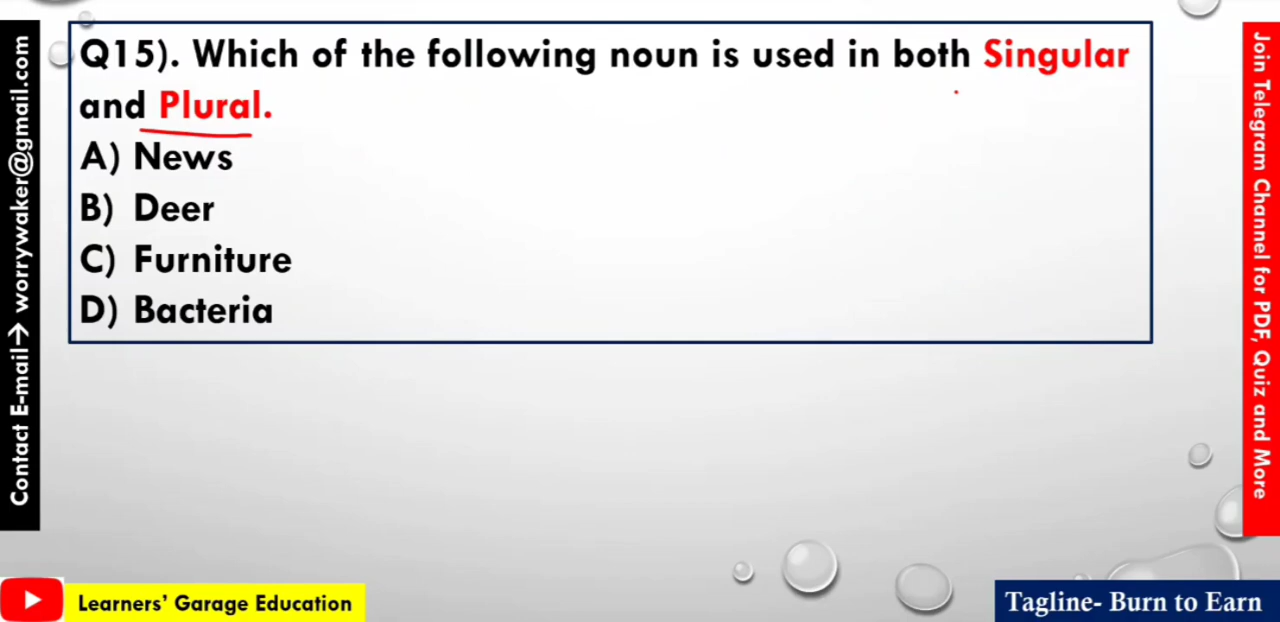 Q15). Which of the following noun is used in both Singular
and Plural.
A) News
B) Deer
C) Furniture
D) Bacteria
Contact E-mail→ worrywaker@gmail.com
Join Telegram Channel for PDF, Quiz and More
Learners’ Garage Education
Tagline- Burn to Earn